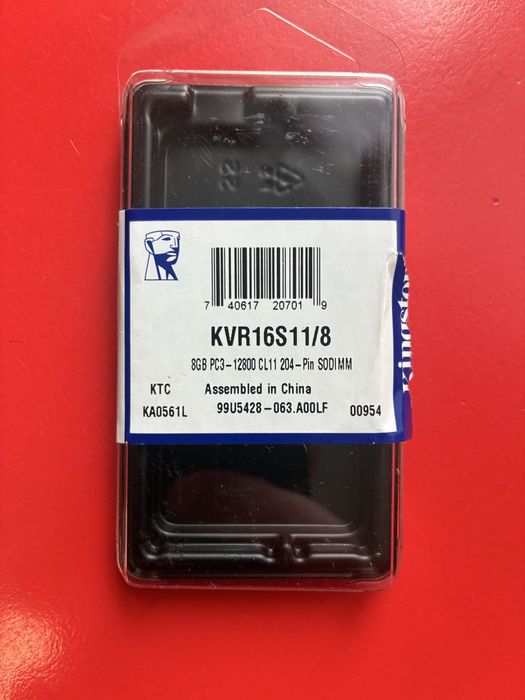 7 40617 20701 9
KVR16S11/8
8GB PC3-12800 CL11 204-Pin SODIMM
KTC Assembled in China
KA0561L 99U5428-063.A00LF 00954
Kingston